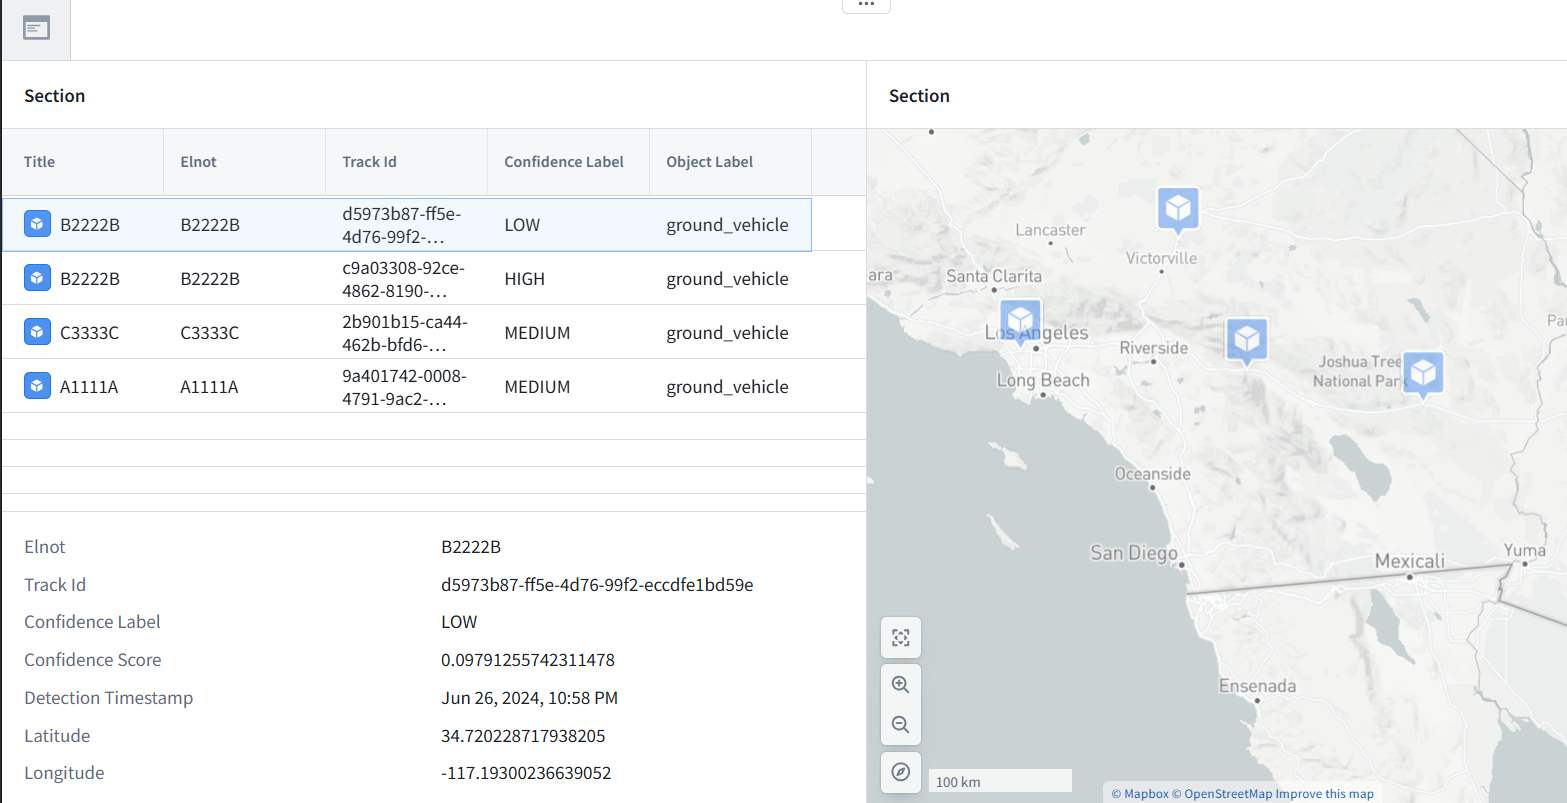 Section
Title Elnot Track Id Confidence Label Object Label
B2222B B2222B d5973b87-ff5e-4d76-99f2-… LOW ground_vehicle
B2222B B2222B c9a03308-92ce-4862-8190-… HIGH ground_vehicle
C3333C C3333C 2b901b15-ca44-462b-bfd6-… MEDIUM ground_vehicle
A1111A A1111A 9a401742-0008-4791-9ac2-… MEDIUM ground_vehicle
Elnot B2222B
Track Id d5973b87-ff5e-4d76-99f2-eccdfe1bd59e
Confidence Label LOW
Confidence Score 0.09791255742311478
Detection Timestamp Jun 26, 2024, 10:58 PM
Latitude 34.720228717938205
Longitude -117.19300236639052
Section
Lancaster
Victorville
ara
Santa Clarita
Los Angeles
Pa
Riverside
Joshua Tree
National Park
Long Beach
Oceanside
San Diego
Yuma
Mexicali
Ensenada
100 km
© Mapbox © OpenStreetMap Improve this map